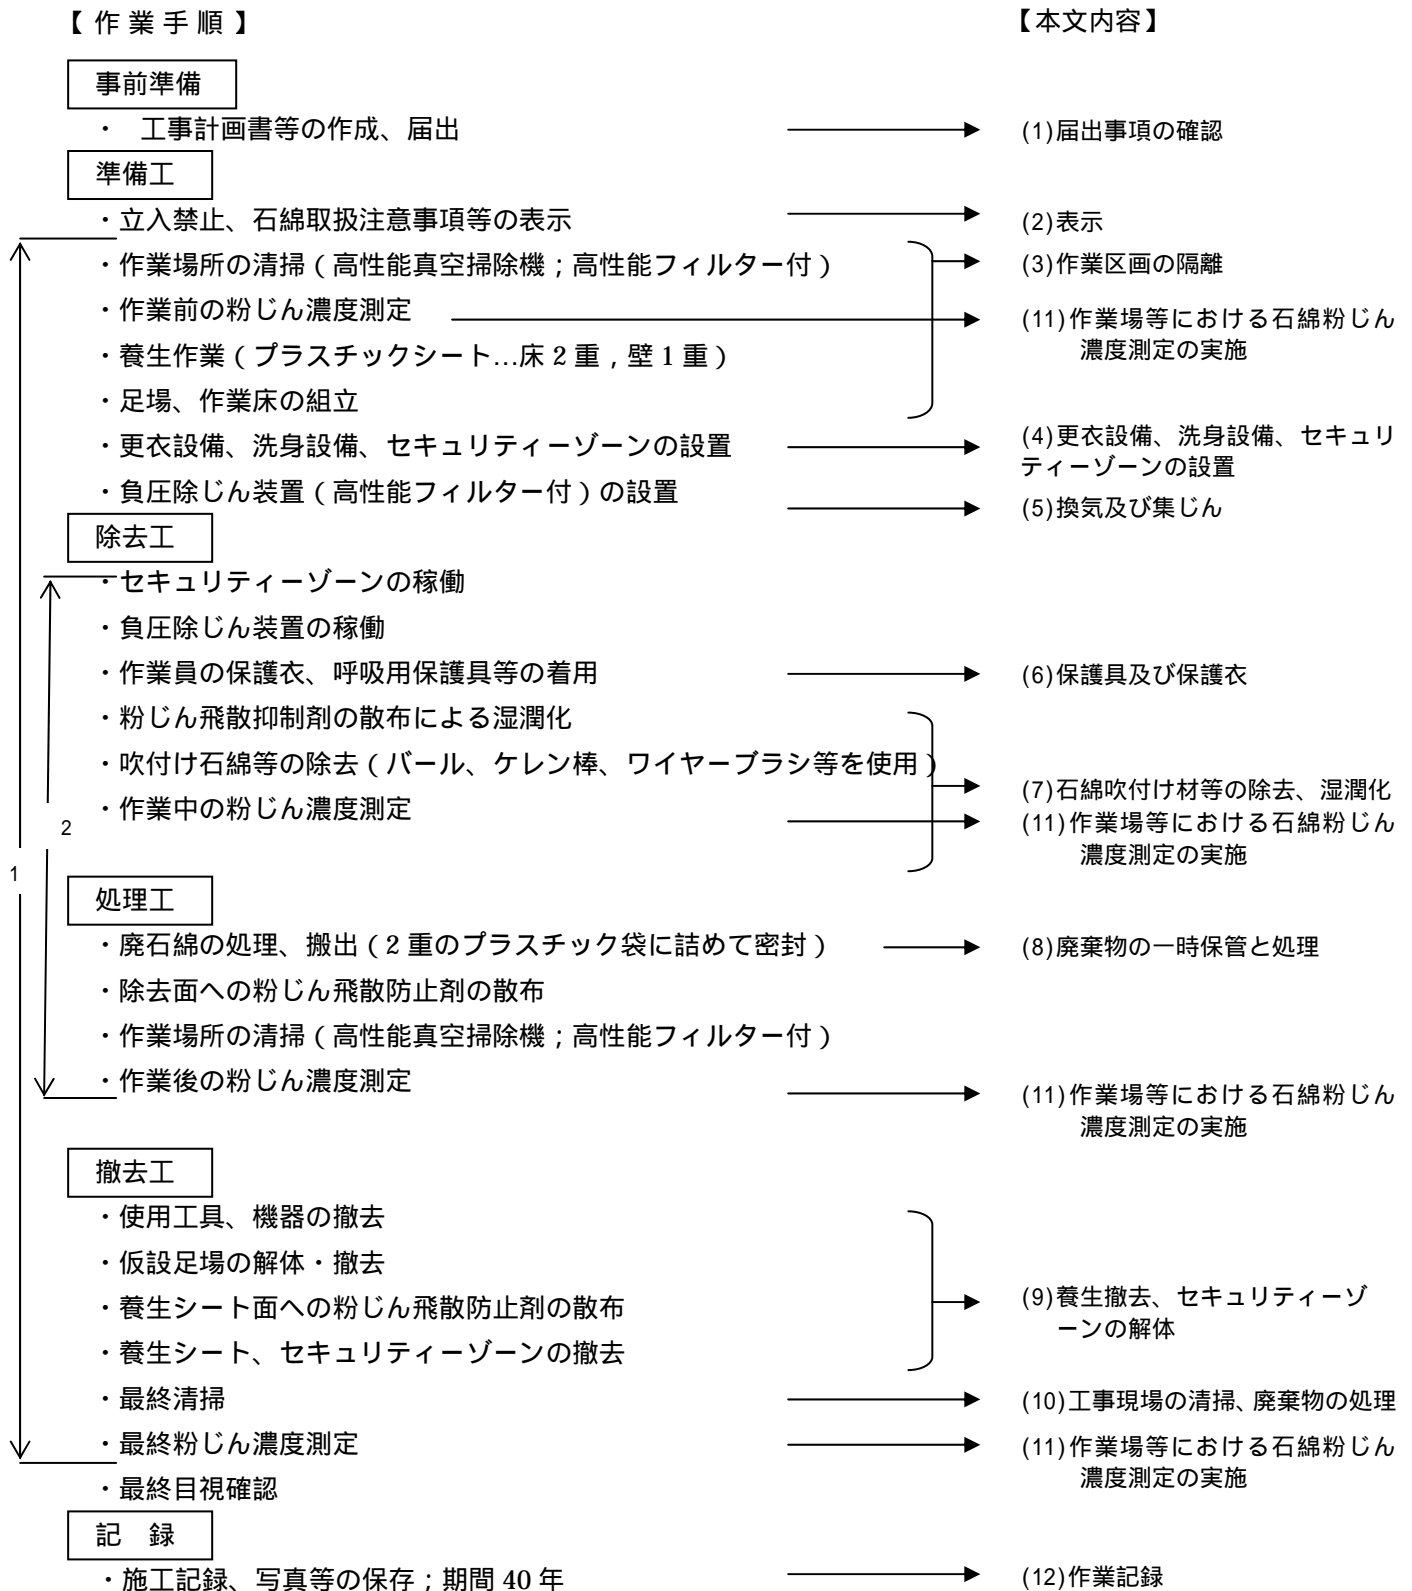 【 作 業 手 順 】 【本文内容】
事前準備
・ 工事計画書等の作成、届出 (1)届出事項の確認
準備工
・立入禁止、石綿取扱注意事項等の表示 (2)表示
・作業場所の清掃（高性能真空掃除機；高性能フィルター付） (3)作業区画の隔離
・作業前の粉じん濃度測定 (11)作業場等における石綿粉じん
濃度測定の実施
・養生作業（プラスチックシート…床 2 重，壁 1 重）
・足場、作業床の組立
・更衣設備、洗身設備、セキュリティーゾーンの設置 (4)更衣設備、洗身設備、セキュリ
ティーゾーンの設置
・負圧除じん装置（高性能フィルター付）の設置 (5)換気及び集じん
除去工
・セキュリティーゾーンの稼働
・負圧除じん装置の稼働
・作業員の保護衣、呼吸用保護具等の着用 (6)保護具及び保護衣
・粉じん飛散抑制剤の散布による湿潤化
・吹付け石綿等の除去（バール、ケレン棒、ワイヤーブラシ等を使用） (7)石綿吹付け材等の除去、湿潤化
・作業中の粉じん濃度測定 (11)作業場等における石綿粉じん
濃度測定の実施
2
1
処理工
・廃石綿の処理、搬出（2 重のプラスチック袋に詰めて密封） (8)廃棄物の一時保管と処理
・除去面への粉じん飛散防止剤の散布
・作業場所の清掃（高性能真空掃除機；高性能フィルター付）
・作業後の粉じん濃度測定 (11)作業場等における石綿粉じん
濃度測定の実施
撤去工
・使用工具、機器の撤去
・仮設足場の解体・撤去
・養生シート面への粉じん飛散防止剤の散布 (9)養生撤去、セキュリティーゾ
ーンの解体
・養生シート、セキュリティーゾーンの撤去
・最終清掃 (10)工事現場の清掃、廃棄物の処理
・最終粉じん濃度測定 (11)作業場等における石綿粉じん
濃度測定の実施
・最終目視確認
記　録
・施工記録、写真等の保存；期間 40 年 (12)作業記録